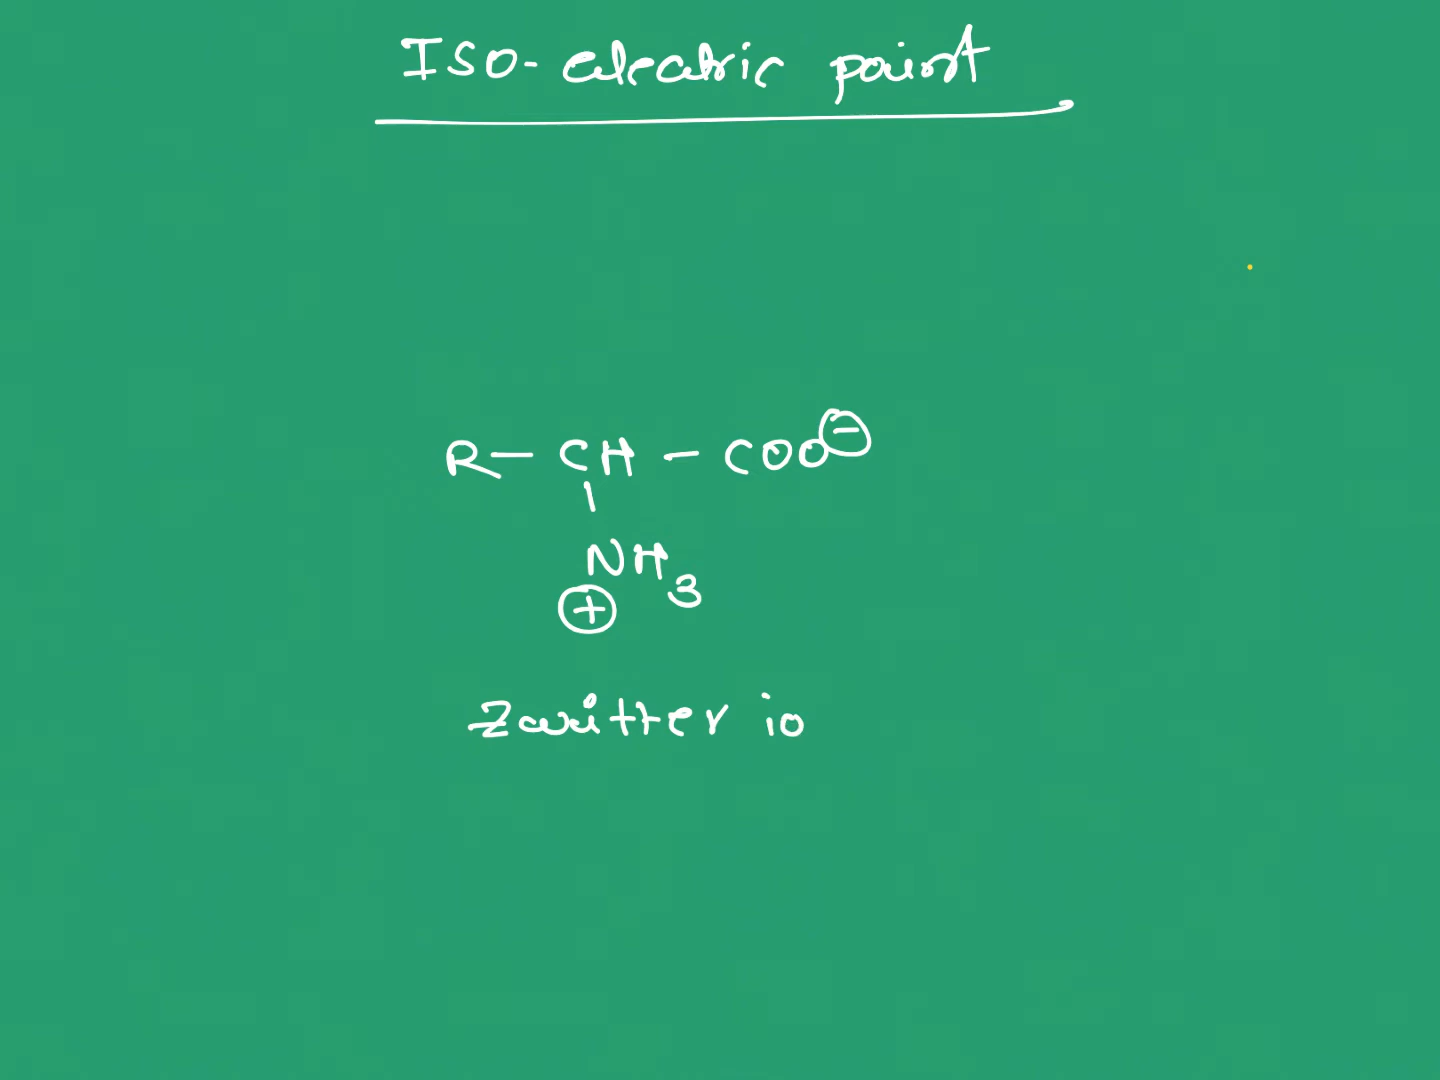 Iso-electric point
R - CH - COO⊖
|
NH3
⊕
Zwitter io